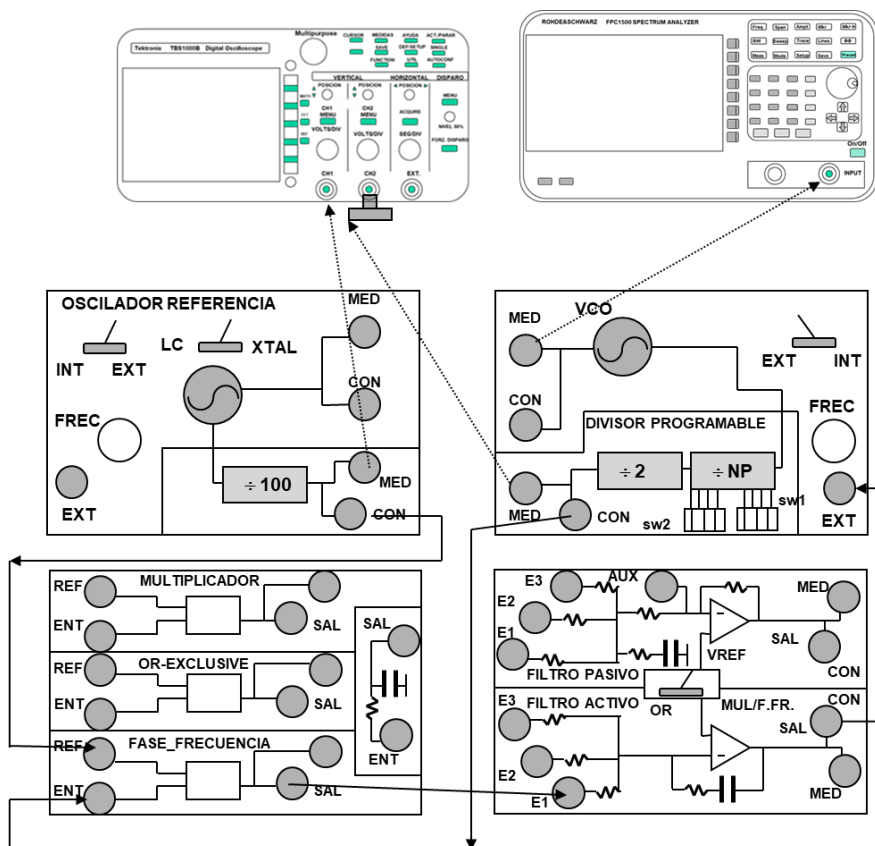 Tektronix TBS1000B Digital Oscilloscope
Multipurpose
CURSOR MEDIDAS AYUDA ACT./PARAR
SAVE DEF/SETUP SINGLE
FUNCTION UTIL AUTOCONF
VERTICAL HORIZONTAL DISPARO
POSCION POSCION POSCION MENU
MATH
CH1 MENU
CH2 MENU
ACQUIRE
REF
NIVEL 50%
VOLTS/DIV VOLTS/DIV SEG/DIV
FORZ. DISPARO
CH1 CH2 EXT.
ROHDE&SCHWARZ FPC1500 SPECTRUM ANALYZER
Freq Span Ampt Mkr Mkr→
BW Sweep Trace Lines
Meas Mode Setup Save Preset
On/Off
INPUT
OSCILADOR REFERENCIA
MED
LC XTAL
INT EXT
CON
FREC
÷ 100
MED
EXT
CON
MED
VCO
EXT INT
CON
FREC
DIVISOR PROGRAMABLE
÷ 2
÷ NP
MED
CON
sw2
sw1
EXT
REF
MULTIPLICADOR
ENT
SAL
SAL
REF
OR-EXCLUSIVE
ENT
SAL
REF
FASE_FRECUENCIA
ENT
SAL
ENT
E3
AUX
MED
E2
E1
SAL
VREF
FILTRO PASIVO
CON
E3
FILTRO ACTIVO
OR
MUL/F.FR.
CON
SAL
E2
E1
MED